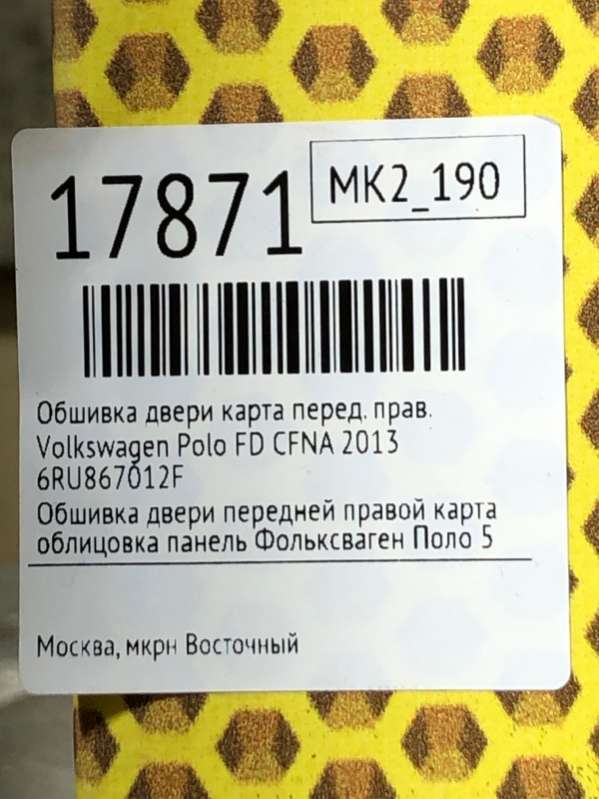 17871
MK2_190
Обшивка двери карта перед. прав.
Volkswagen Polo FD CFNA 2013
6RU867012F
Обшивка двери передней правой карта
облицовка панель Фольксваген Поло 5
Москва, мкрн Восточный